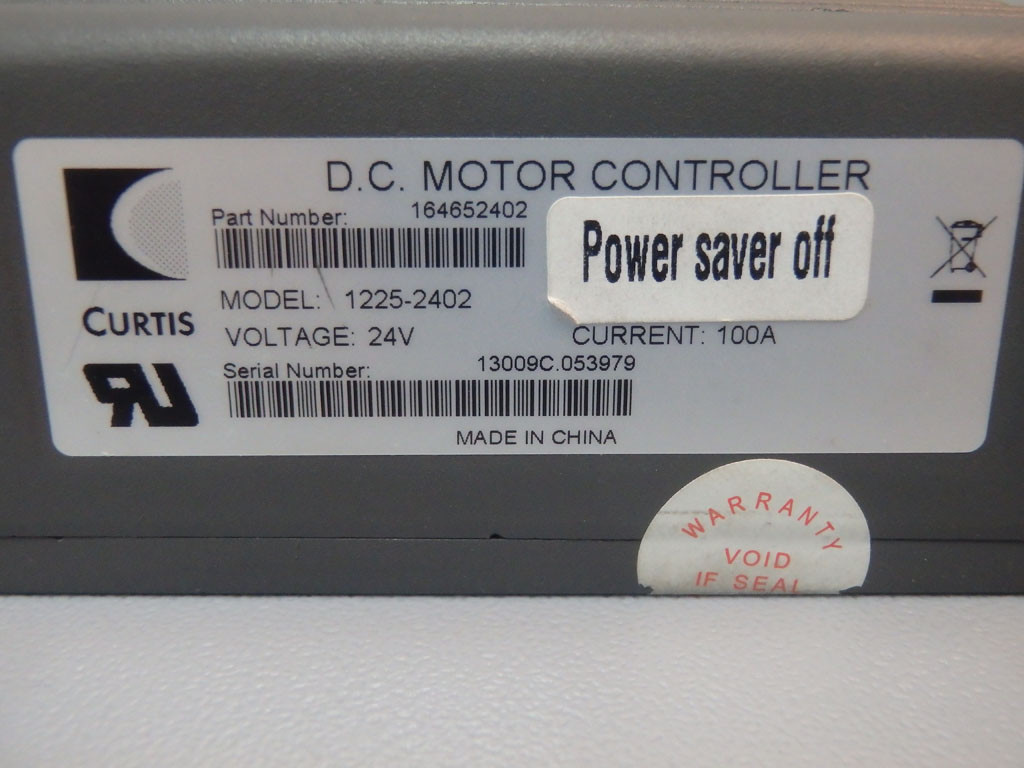 D.C. MOTOR CONTROLLER
Part Number: 164652402
Power saver off
MODEL: 1225-2402
CURTIS
VOLTAGE: 24V CURRENT: 100A
Serial Number: 13009C.053979
MADE IN CHINA
WARRANTY
VOID
IF SEAL